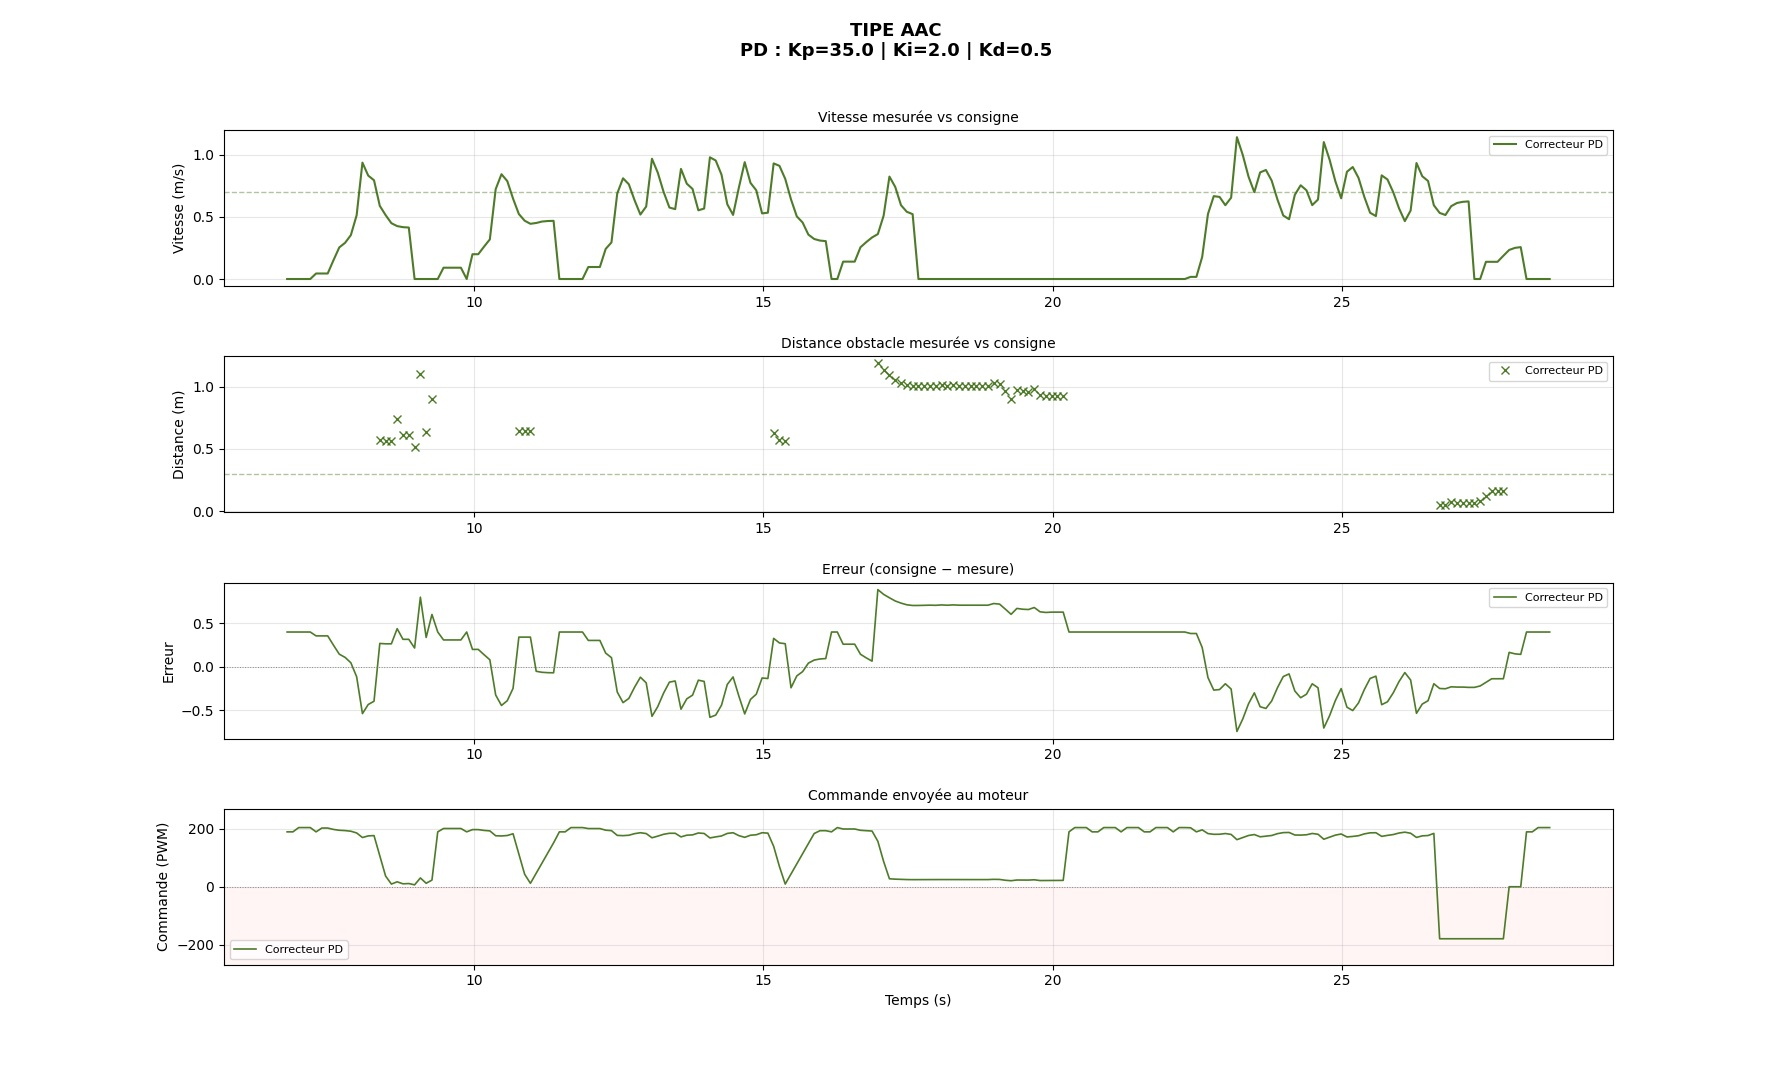 TIPE AAC
PD : Kp=35.0 | Ki=2.0 | Kd=0.5
Vitesse mesurée vs consigne
Vitesse (m/s)
1.0
0.5
0.0
Correcteur PD
10 15 20 25
Distance obstacle mesurée vs consigne
Distance (m)
1.0
0.5
0.0
Correcteur PD
10 15 20 25
Erreur (consigne − mesure)
Erreur
0.5
0.0
−0.5
Correcteur PD
10 15 20 25
Commande envoyée au moteur
Commande (PWM)
200
0
−200
Correcteur PD
10 15 20 25
Temps (s)